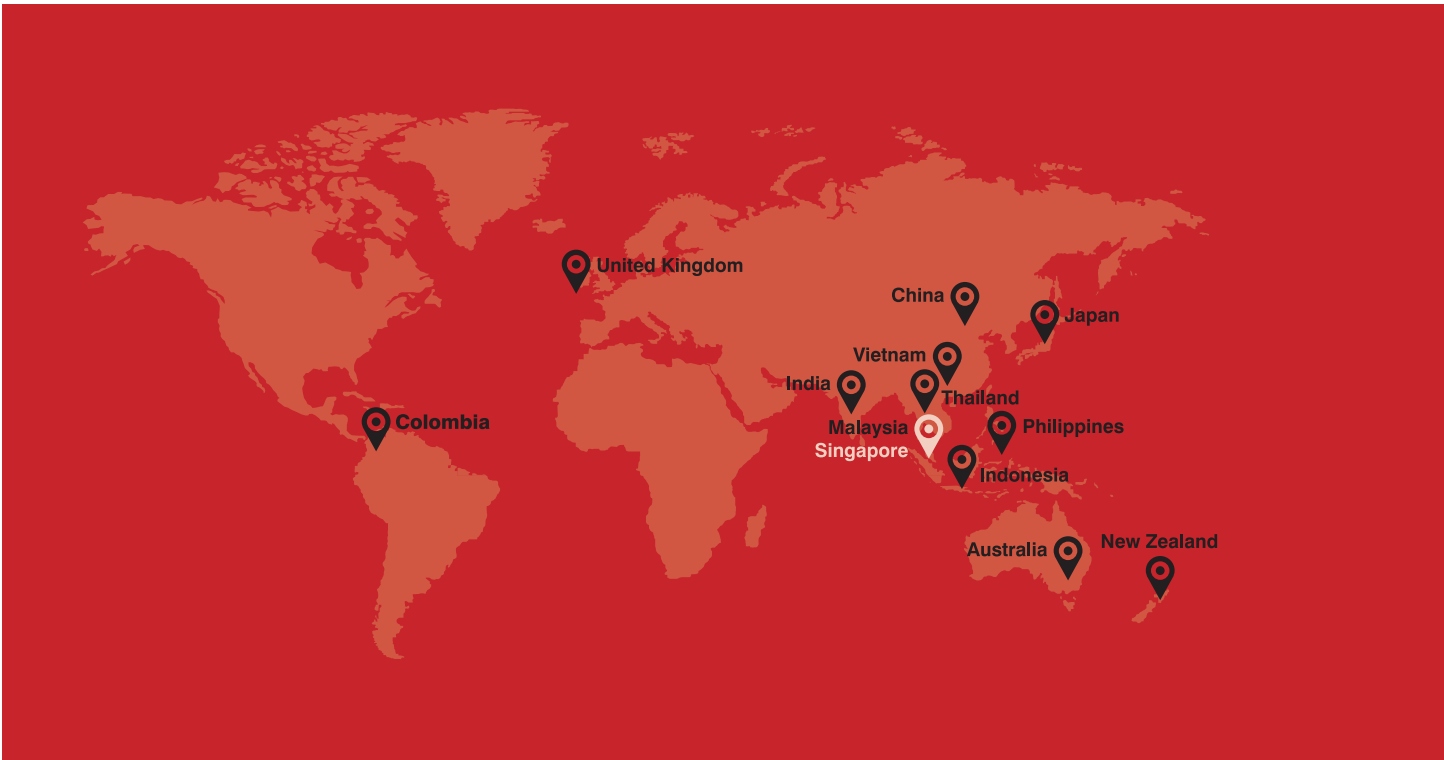 United Kingdom
China
Japan
Vietnam
India
Thailand
Colombia
Malaysia
Philippines
Singapore
Indonesia
New Zealand
Australia